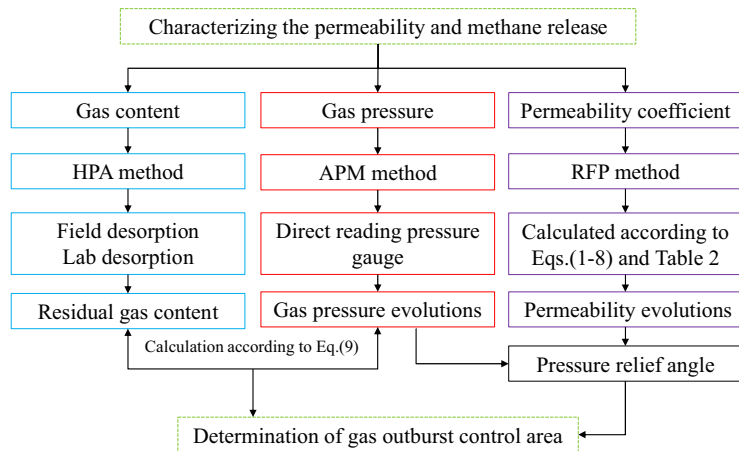 Characterizing the permeability and methane release
Gas content
Gas pressure
Permeability coefficient
HPA method
APM method
RFP method
Field desorption
Lab desorption
Direct reading pressure
gauge
Calculated according to
Eqs.(1-8) and Table 2
Residual gas content
Gas pressure evolutions
Permeability evolutions
Calculation according to Eq.(9)
Pressure relief angle
Determination of gas outburst control area